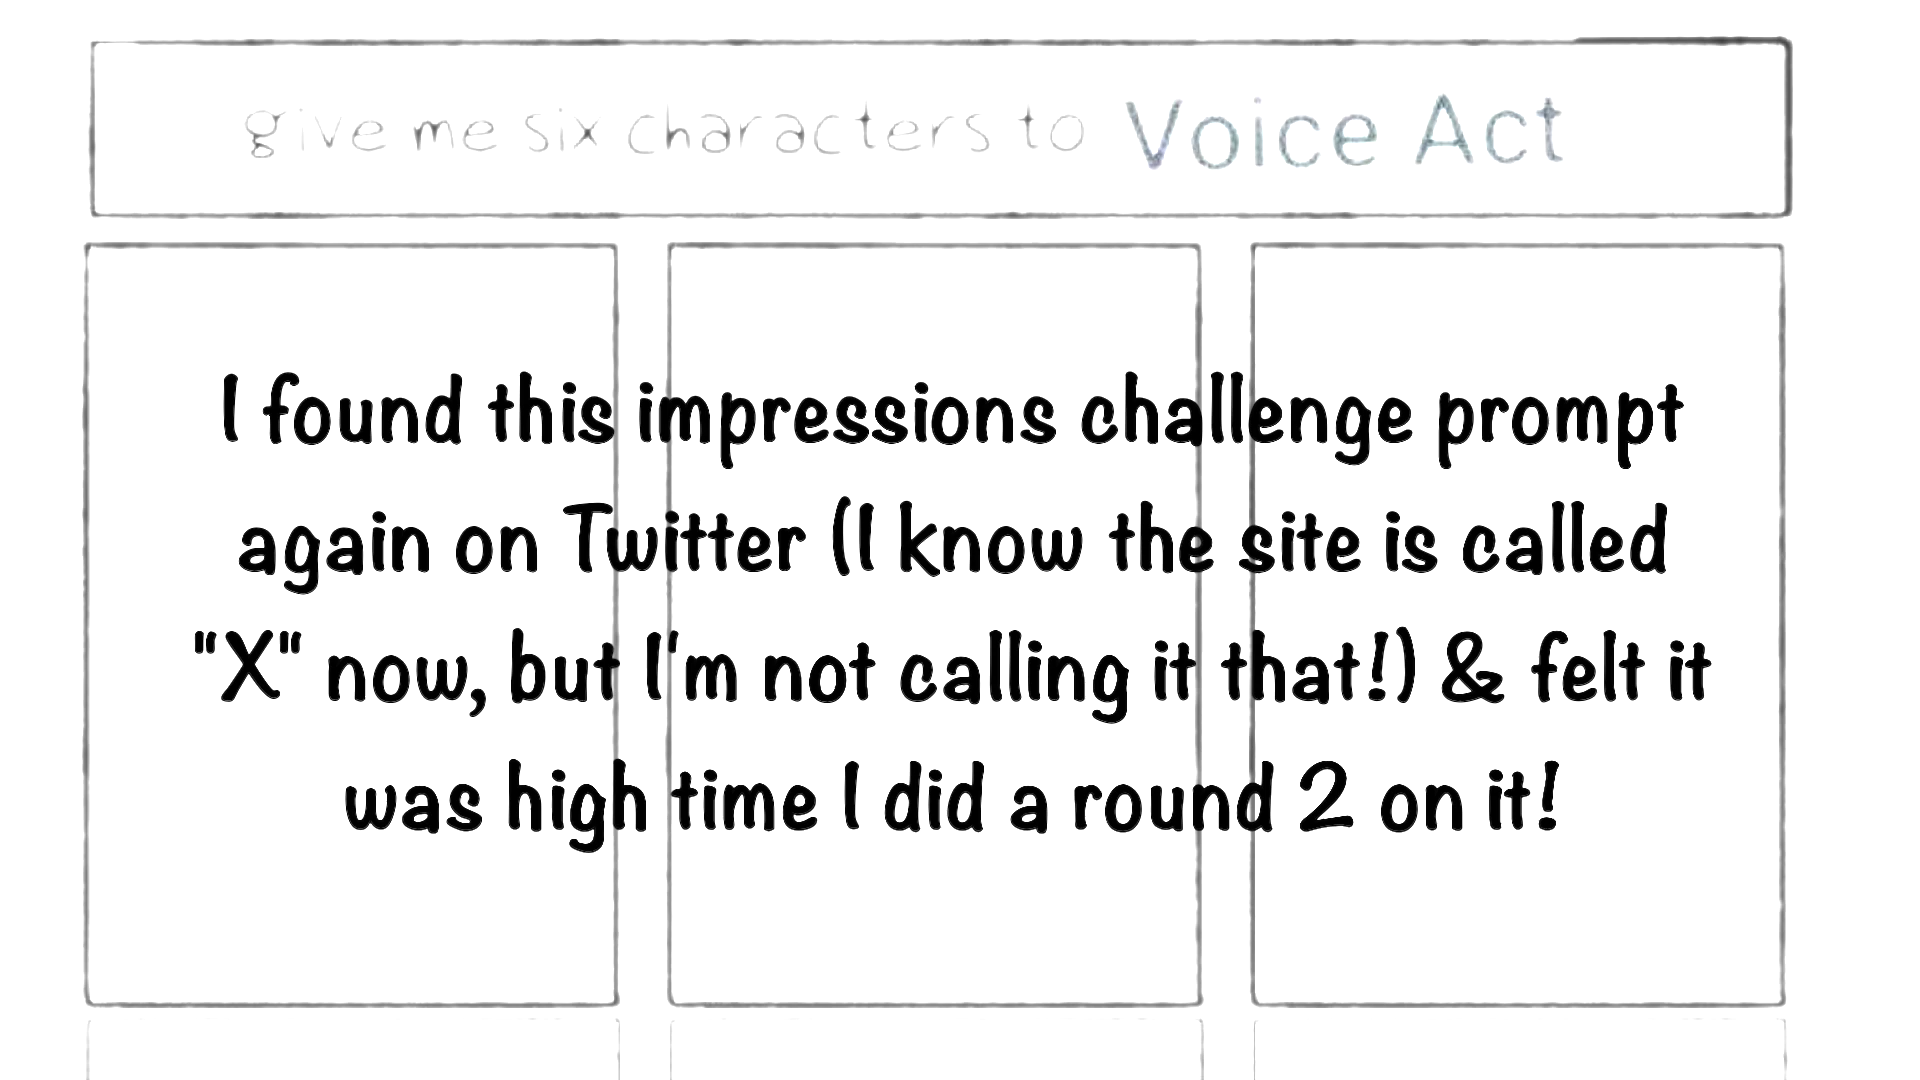 give me six characters to Voice Act
I found this impressions challenge prompt
again on Twitter (I know the site is called
"X" now, but I'm not calling it that!) & felt it
was high time I did a round 2 on it!